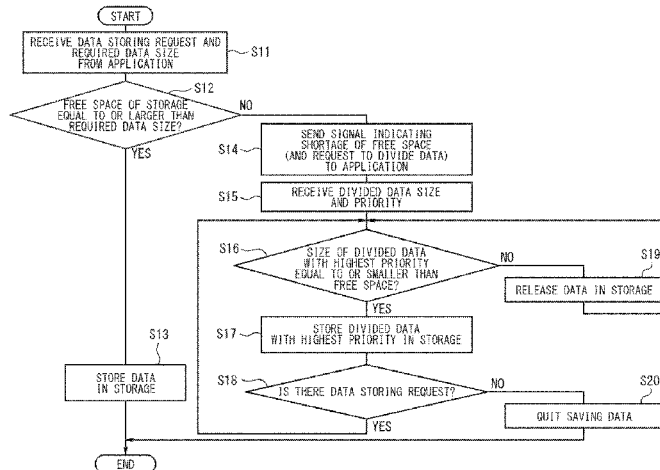 START
RECEIVE DATA STORING REQUEST AND
REQUIRED DATA SIZE
FROM APPLICATION
S11
S12
FREE SPACE OF STORAGE
EQUAL TO OR LARGER THAN
REQUIRED DATA SIZE?
NO
YES
S14
SEND SIGNAL INDICATING
SHORTAGE OF FREE SPACE
(AND REQUEST TO DIVIDE DATA)
TO APPLICATION
S15
RECEIVE DIVIDED DATA SIZE
AND PRIORITY
S16
SIZE OF DIVIDED DATA
WITH HIGHEST PRIORITY
EQUAL TO OR SMALLER THAN
FREE SPACE?
NO
YES
S19
RELEASE DATA IN STORAGE
S17
STORE DIVIDED DATA
WITH HIGHEST PRIORITY IN STORAGE
S13
STORE DATA
IN STORAGE
S18
IS THERE DATA STORING REQUEST?
NO
YES
S20
QUIT SAVING DATA
END